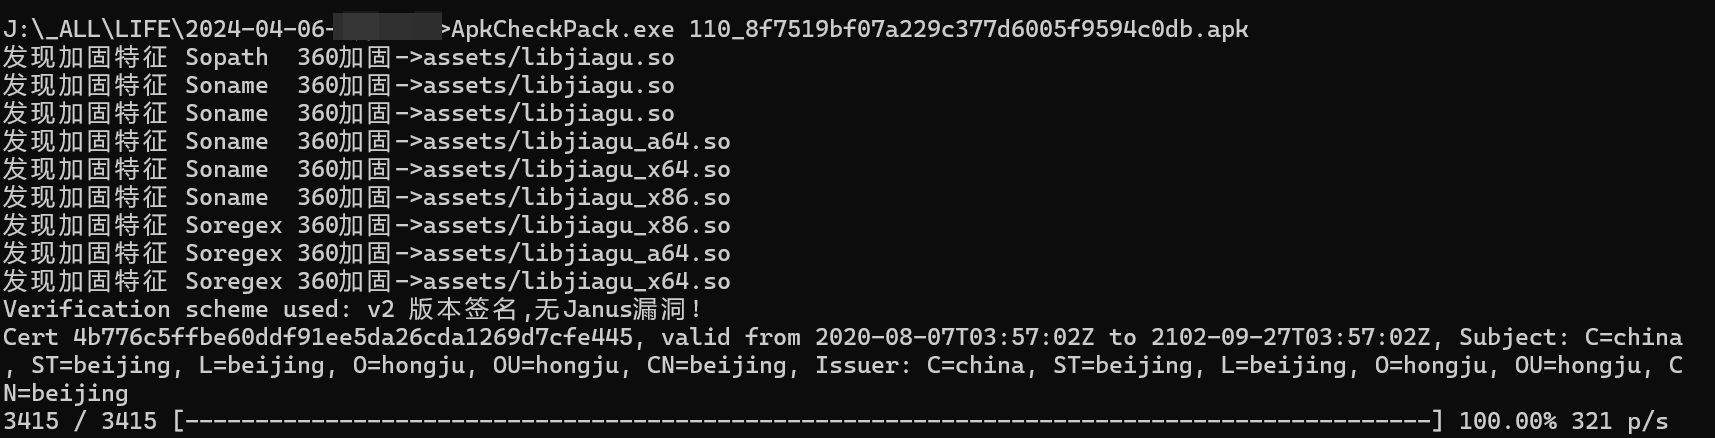 J:\_ALL\LIFE\2024-04-06- >ApkCheckPack.exe 110_8f7519bf07a229c377d6005f9594c0db.apk
发现加固特征 Sopath  360加固->assets/libjiagu.so
发现加固特征 Soname  360加固->assets/libjiagu.so
发现加固特征 Soname  360加固->assets/libjiagu.so
发现加固特征 Soname  360加固->assets/libjiagu_a64.so
发现加固特征 Soname  360加固->assets/libjiagu_x64.so
发现加固特征 Soname  360加固->assets/libjiagu_x86.so
发现加固特征 Soregex 360加固->assets/libjiagu_x86.so
发现加固特征 Soregex 360加固->assets/libjiagu_a64.so
发现加固特征 Soregex 360加固->assets/libjiagu_x64.so
Verification scheme used: v2 版本签名,无Janus漏洞!
Cert 4b776c5ffbe60ddf91ee5da26cda1269d7cfe445, valid from 2020-08-07T03:57:02Z to 2102-09-27T03:57:02Z, Subject: C=china
, ST=beijing, L=beijing, O=hongju, OU=hongju, CN=beijing, Issuer: C=china, ST=beijing, L=beijing, O=hongju, OU=hongju, C
N=beijing
3415 / 3415 [-----------------------------------------------------------------------------------------] 100.00% 321 p/s